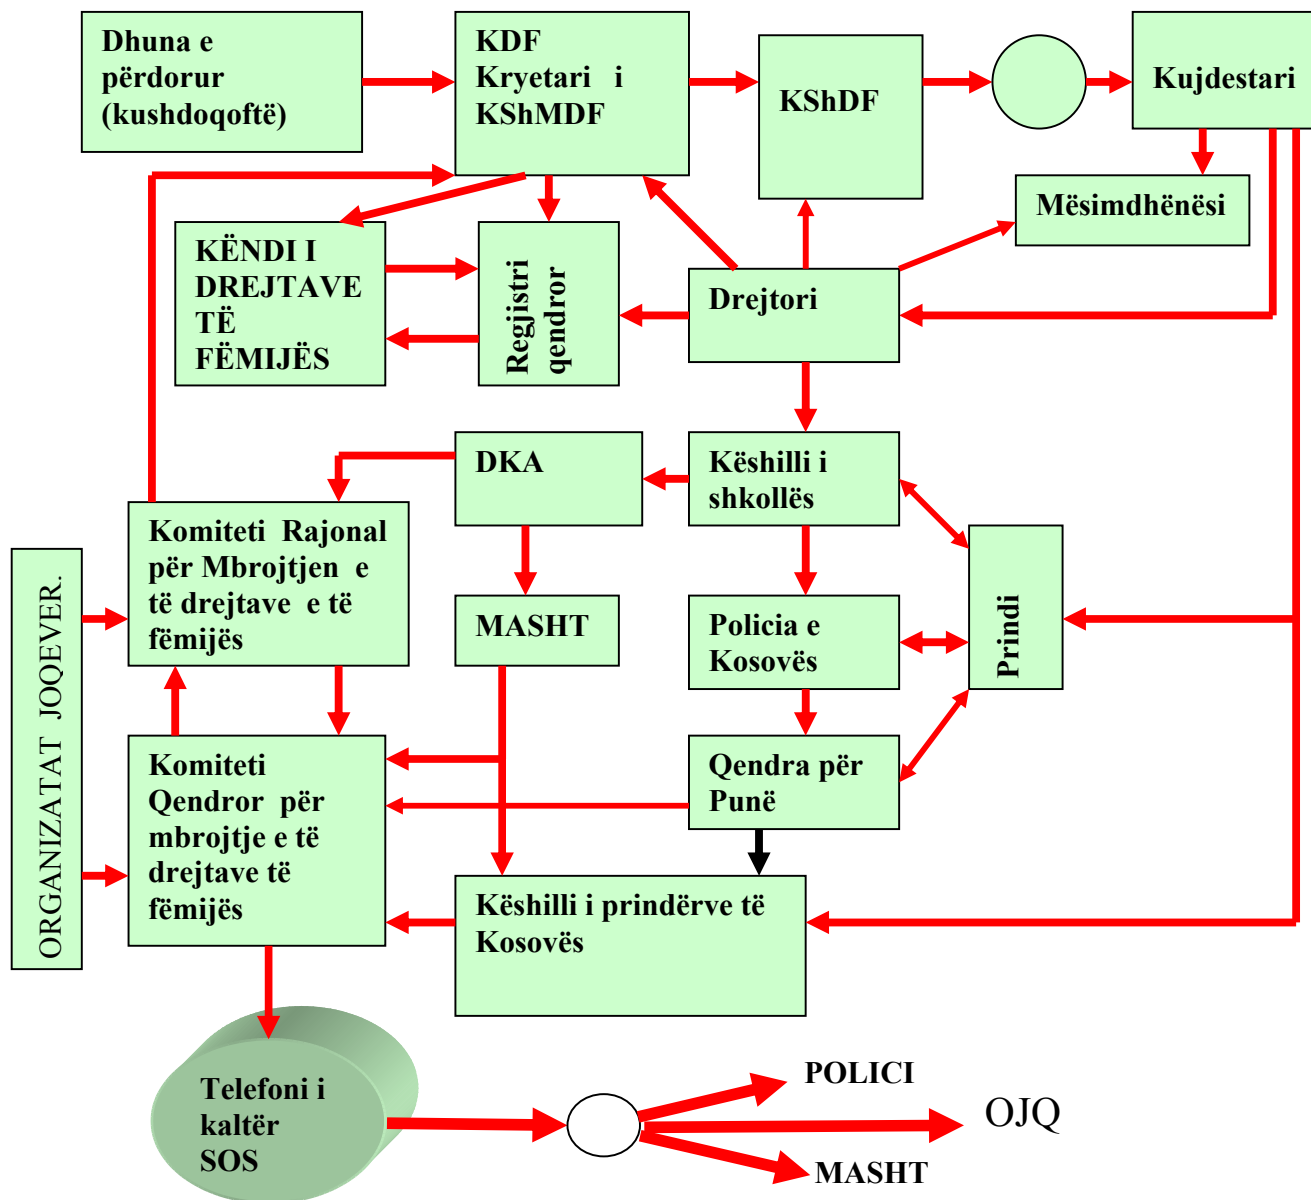 Dhuna e
përdorur
(kushdoqoftë)
KDF
Kryetari i
KShMDF
KShDF
Kujdestari
Mësimdhënësi
KËNDI I
DREJTAVE
TË
FËMIJËS
Regjistri
qendror
Drejtori
DKA
Këshilli i
shkollës
Komiteti Rajonal
për Mbrojtjen e
të drejtave e të
fëmijës
ORGANIZATAT JOQEVER.
MASHT
Policia e
Kosovës
Prindi
Komiteti
Qendror për
mbrojtje e të
drejtave të
fëmijës
Qendra për
Punë
Këshilli i prindërve të
Kosovës
Telefoni i
kaltër
SOS
POLICI
OJQ
MASHT